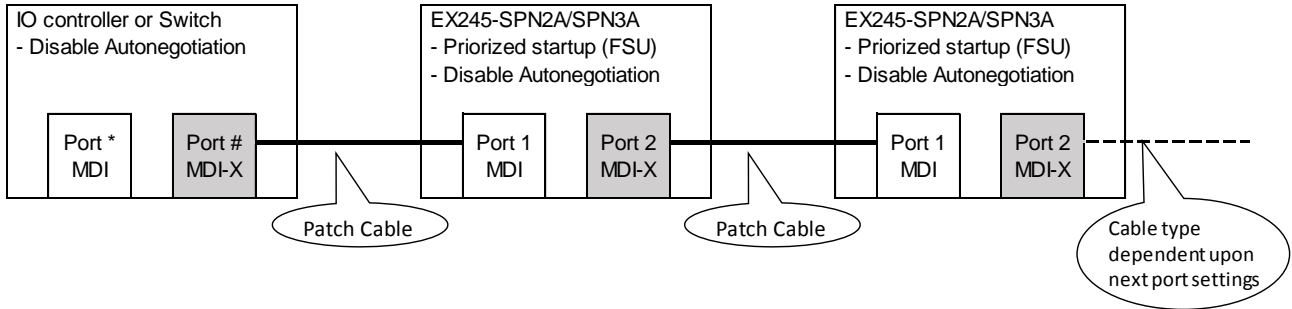 IO controller or Switch
- Disable Autonegotiation
Port *
MDI
Port #
MDI-X
Patch Cable
EX245-SPN2A/SPN3A
- Priorized startup (FSU)
- Disable Autonegotiation
Port 1
MDI
Port 2
MDI-X
Patch Cable
EX245-SPN2A/SPN3A
- Priorized startup (FSU)
- Disable Autonegotiation
Port 1
MDI
Port 2
MDI-X
Cable type
dependent upon
next port settings